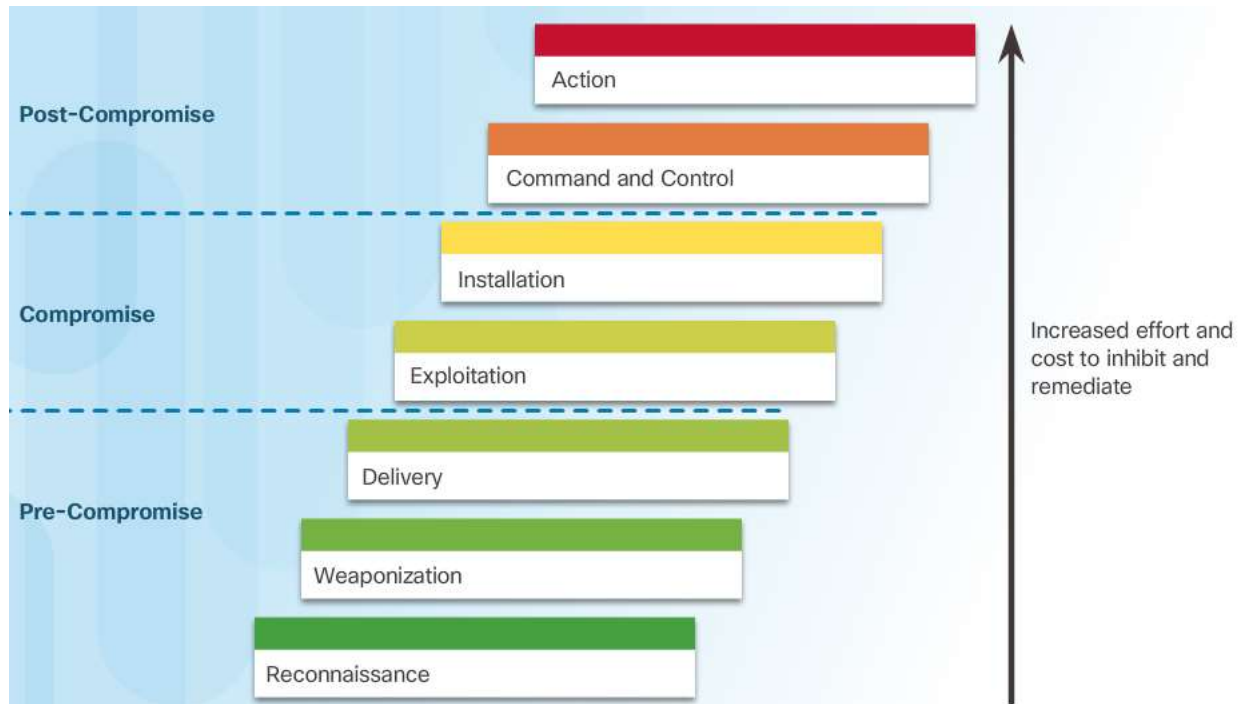 Action
Post-Compromise
Command and Control
Installation
Compromise
Increased effort and
cost to inhibit and
remediate
Exploitation
Delivery
Pre-Compromise
Weaponization
Reconnaissance